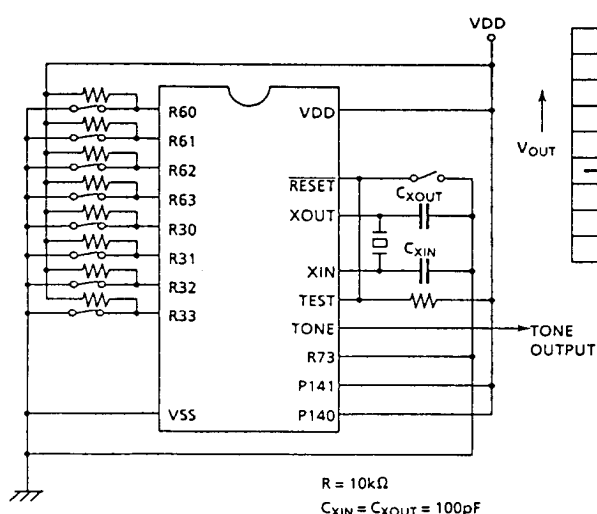 VDD
R60
R61
R62
R63
R30
R31
R32
R33
VSS
VDD
RESET
XOUT
XIN
TEST
TONE
R73
P141
P140
CXOUT
CXIN
TONE
OUTPUT
VOUT
R = 10kΩ
CXIN = CXOUT = 100pF